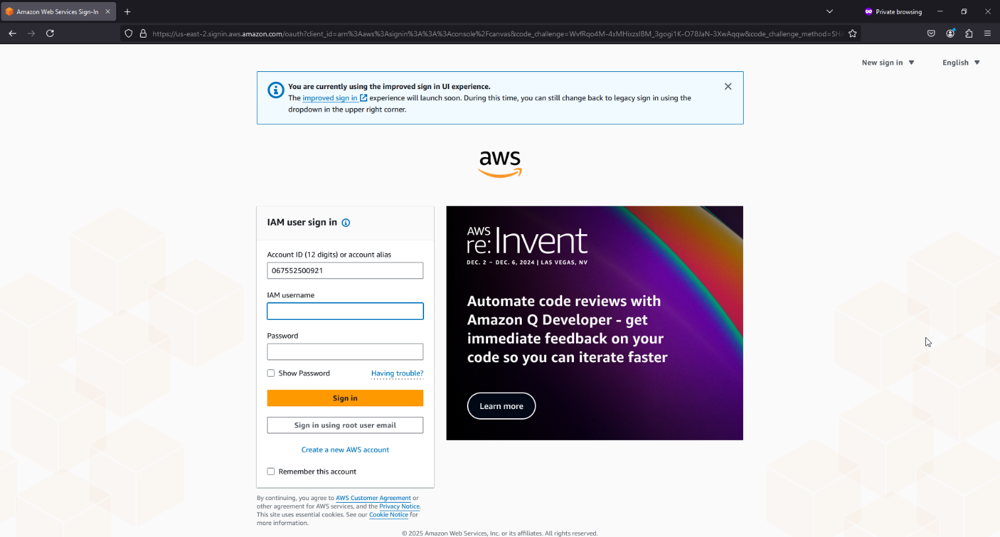 Amazon Web Services Sign-In
Private browsing
https://us-east-2.signin.aws.amazon.com/oauth?client_id=arn%3Aaws%3Asignin%3A%3A%3Aconsole%2Fcanvas&code_challenge=WvfRqo4M-4xMHixzsIBM_3gogi1K-O78JaN-3XwAqqw&code_challenge_method=SHA
New sign in
English
You are currently using the improved sign in UI experience.
The improved sign in experience will launch soon. During this time, you can still change back to legacy sign in using the
dropdown in the upper right corner.
aws
IAM user sign in
Account ID (12 digits) or account alias
067552500921
IAM username
Password
Show Password
Having trouble?
Sign in
Sign in using root user email
Create a new AWS account
Remember this account
AWS
re:Invent
DEC. 2 – DEC. 6, 2024 | LAS VEGAS, NV
Automate code reviews with
Amazon Q Developer - get
immediate feedback on your
code so you can iterate faster
Learn more
By continuing, you agree to AWS Customer Agreement or
other agreement for AWS services, and the Privacy Notice.
This site uses essential cookies. See our Cookie Notice for
more information.
© 2025 Amazon Web Services, Inc. or its affiliates. All rights reserved.